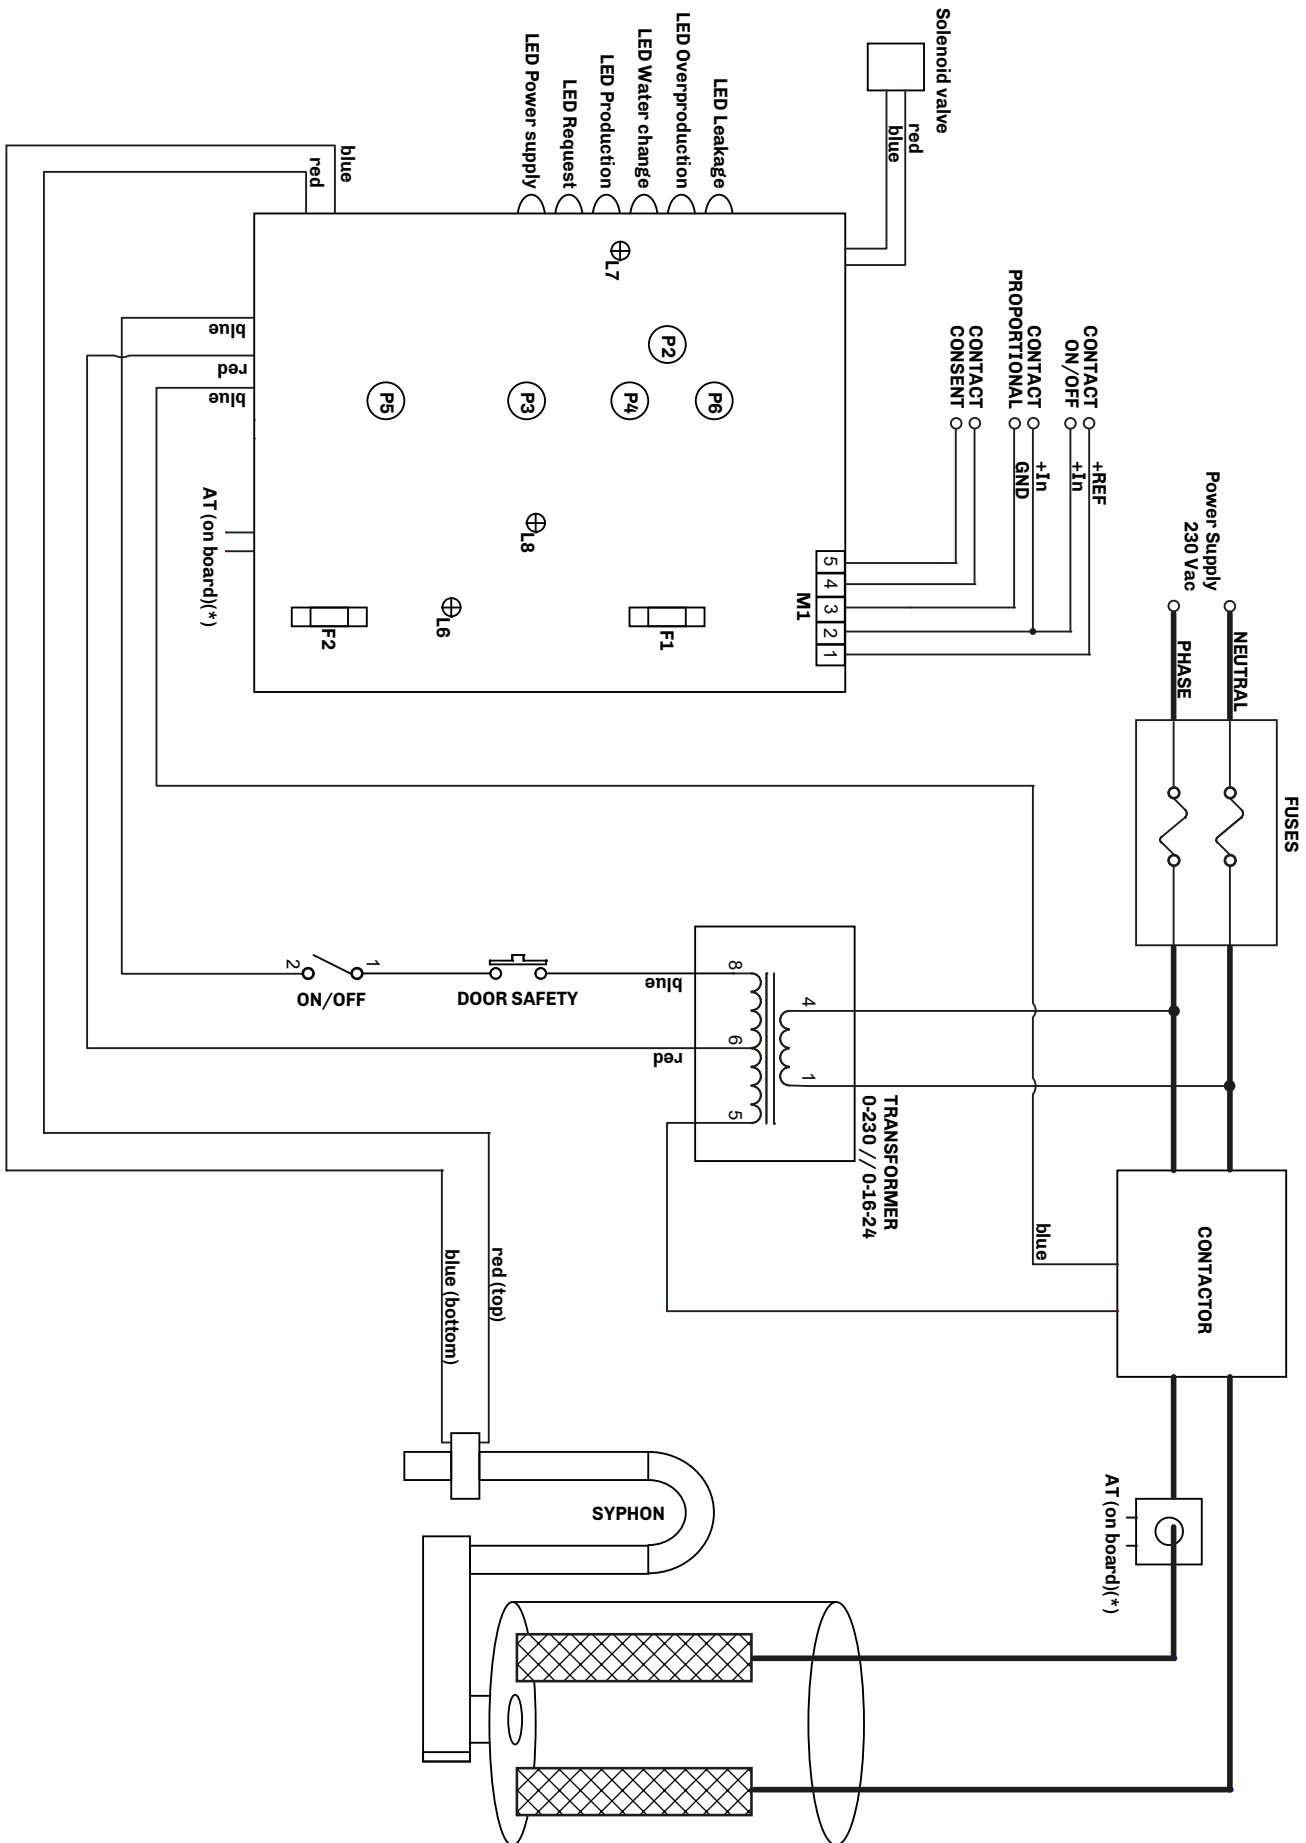 Solenoid valve
red
blue
LED Leakage
LED Overproduction
LED Water change
LED Production
LED Request
LED Power supply
blue
red
L7
P2
P6
P4
P3
P5
L8
L6
F1
F2
blue
red
blue
AT (on board)(*)
CONTACT
ON/OFF
CONTACT
PROPORTIONAL
CONTACT
CONSENT
+REF
+In
+In
GND
5
4
3
2
1
M1
Power Supply
230 Vac
NEUTRAL
PHASE
FUSES
TRANSFORMER
0-230 // 0-16-24
4
1
8
6
5
blue
red
DOOR SAFETY
ON/OFF
1
2
CONTACTOR
blue
red (top)
blue (bottom)
SYPHON
AT (on board)(*)